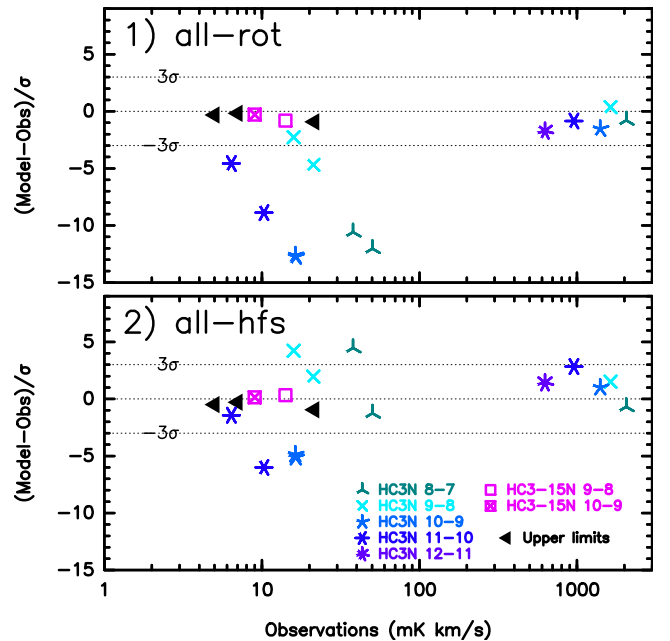 1) all-rot
5
3σ
0
−3σ
−5
−10
−15
(Model-Obs)/σ
2) all-hfs
5
3σ
0
−3σ
−5
−10
−15
(Model-Obs)/σ
HC3N 8-7
HC3N 9-8
HC3N 10-9
HC3N 11-10
HC3N 12-11
HC3-15N 9-8
HC3-15N 10-9
Upper limits
1 10 100 1000
Observations (mK km/s)